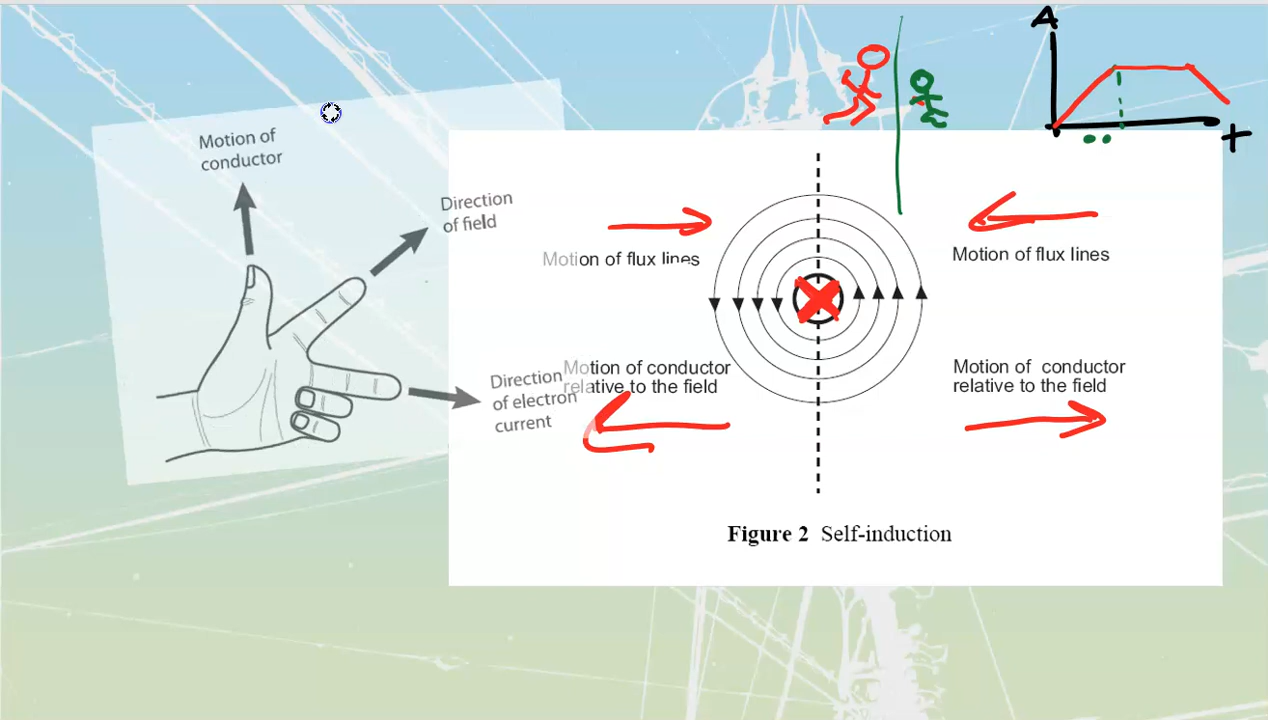 A
t
Motion of
conductor
Direction
of field
Direction
of electron
current
Motion of flux lines
Motion of flux lines
Motion of conductor
relative to the field
Motion of conductor
relative to the field
Figure 2 Self-induction